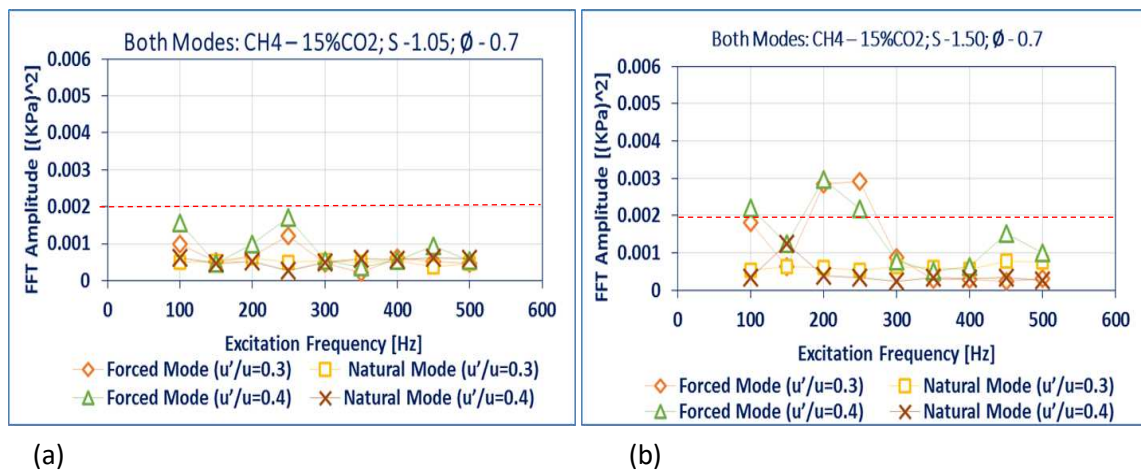 Both Modes: CH4 – 15%CO2; S -1.05; Ø - 0.7
FFT Amplitude [(KPa)^2]
0.006
0.005
0.004
0.003
0.002
0.001
0
0 100 200 300 400 500 600
Excitation Frequency [Hz]
Forced Mode (u'/u=0.3) Natural Mode (u'/u=0.3)
Forced Mode (u'/u=0.4) Natural Mode (u'/u=0.4)
(a)
Both Modes: CH4 – 15%CO2; S -1.50; Ø - 0.7
FFT Amplitude [(KPa)^2]
0.006
0.005
0.004
0.003
0.002
0.001
0
0 100 200 300 400 500 600
Excitation Frequency [Hz]
Forced Mode (u'/u=0.3) Natural Mode (u'/u=0.3)
Forced Mode (u'/u=0.4) Natural Mode (u'/u=0.4)
(b)